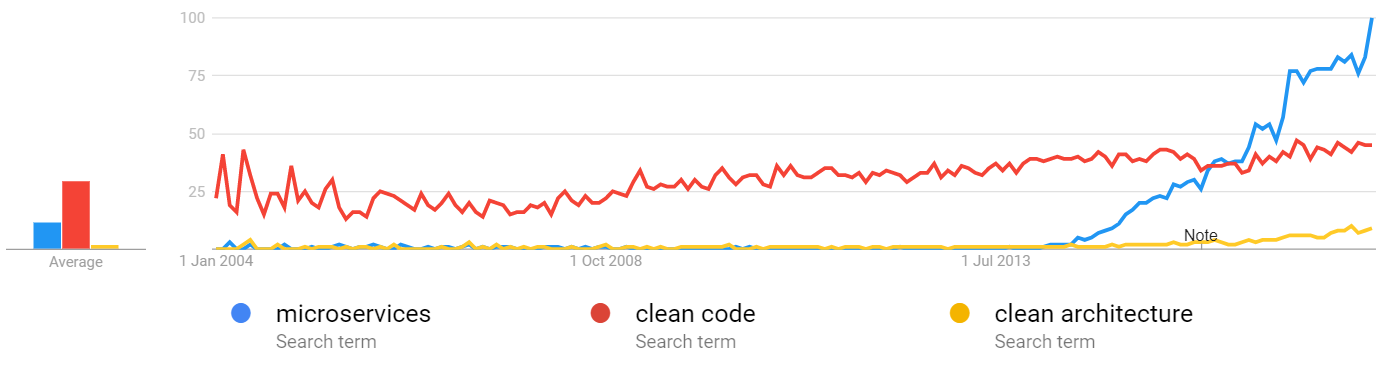 100
75
50
25
Average
1 Jan 2004
1 Oct 2008
1 Jul 2013
Note
microservices
Search term
clean code
Search term
clean architecture
Search term